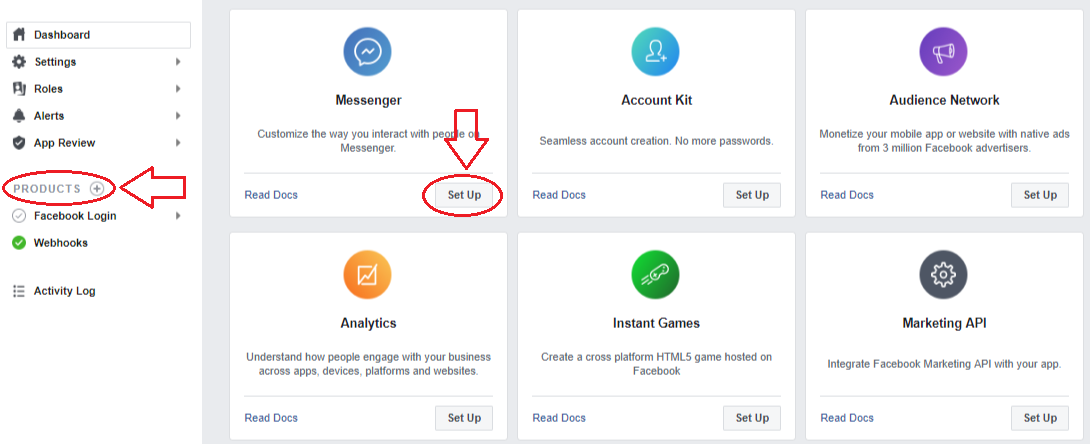 Dashboard
Settings
Roles
Alerts
App Review
PRODUCTS
Facebook Login
Webhooks
Activity Log
Messenger
Customize the way you interact with people on
Messenger.
Read Docs
Set Up
Account Kit
Seamless account creation. No more passwords.
Read Docs
Set Up
Audience Network
Monetize your mobile app or website with native ads
from 3 million Facebook advertisers.
Read Docs
Set Up
Analytics
Understand how people engage with your business
across apps, devices, platforms and websites.
Read Docs
Set Up
Instant Games
Create a cross platform HTML5 game hosted on
Facebook
Read Docs
Set Up
Marketing API
Integrate Facebook Marketing API with your app.
Read Docs
Set Up